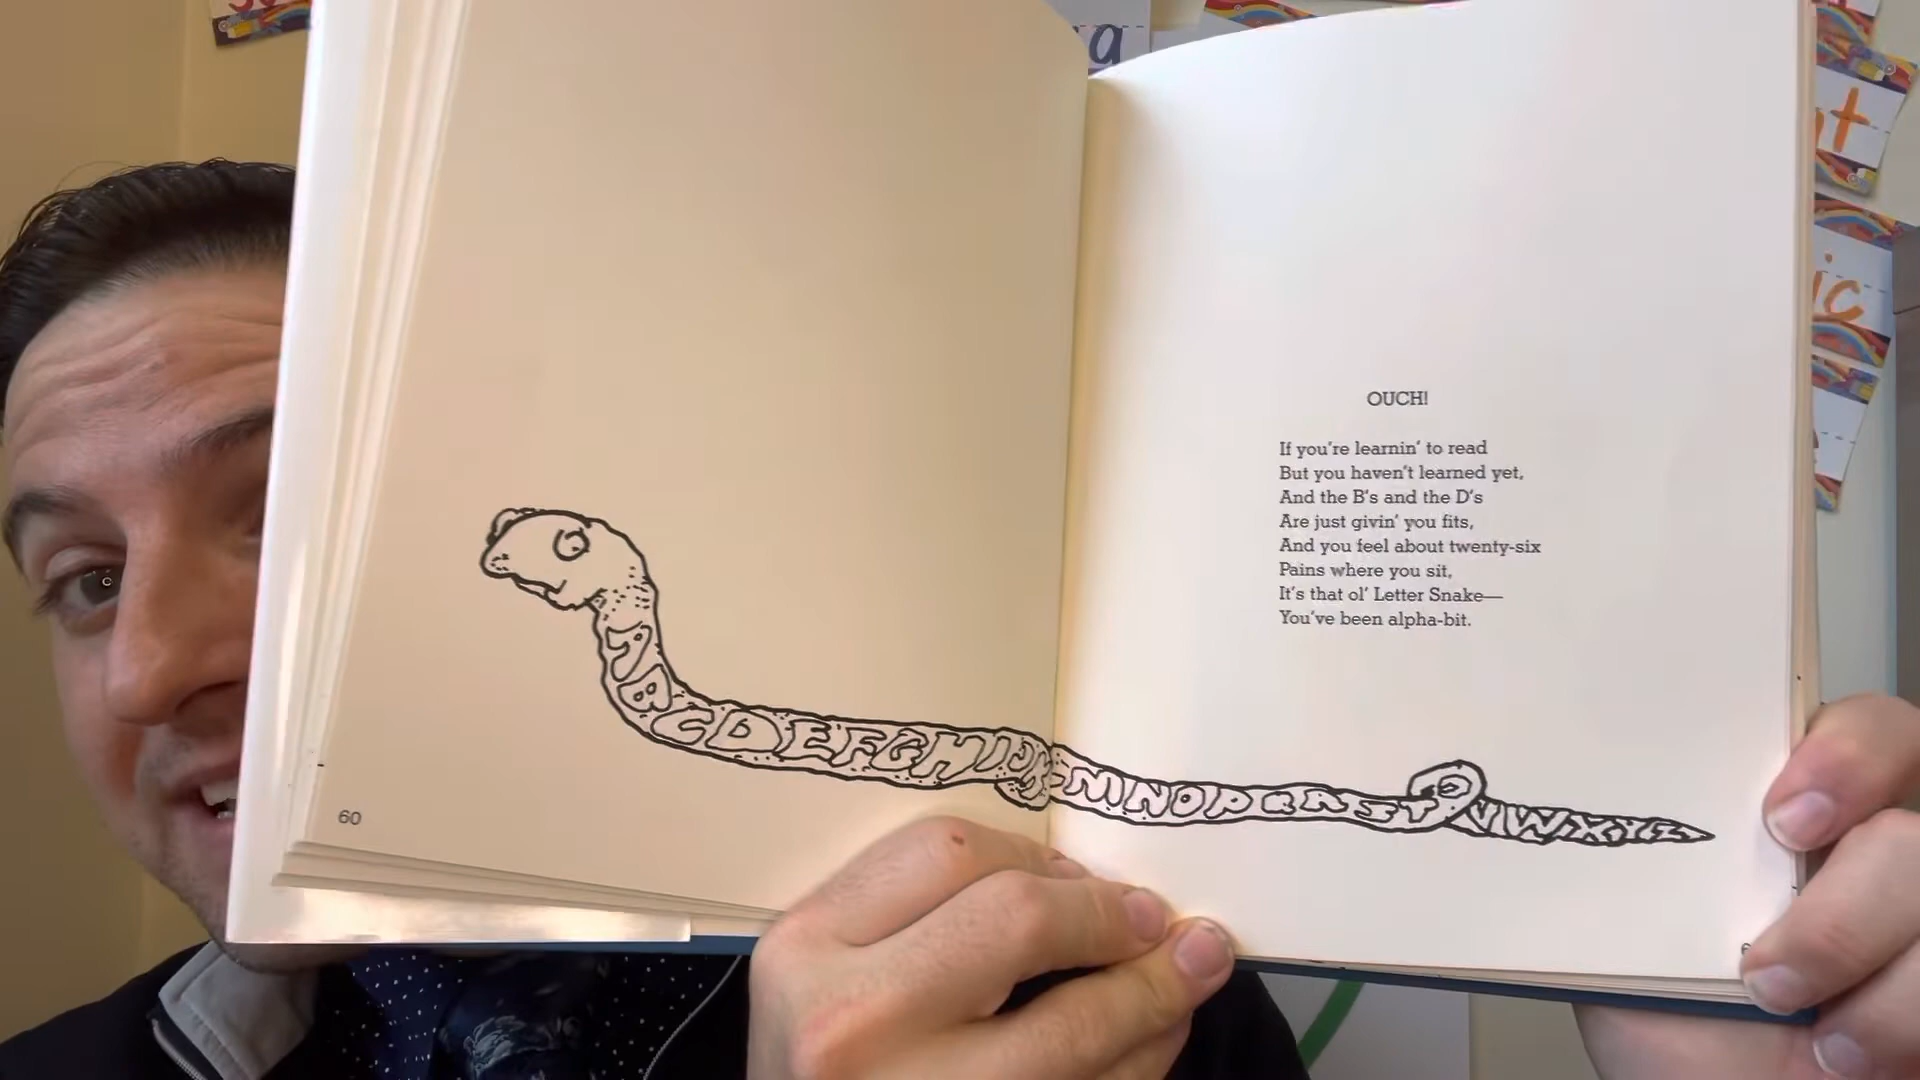 a
t
ic
OUCH!
If you're learnin' to read
But you haven't learned yet,
And the B's and the D's
Are just givin' you fits,
And you feel about twenty-six
Pains where you sit,
It's that ol' Letter Snake—
You've been alpha-bit.
B C D E F G H I J K
M N O P Q R S T
V W X Y Z
60